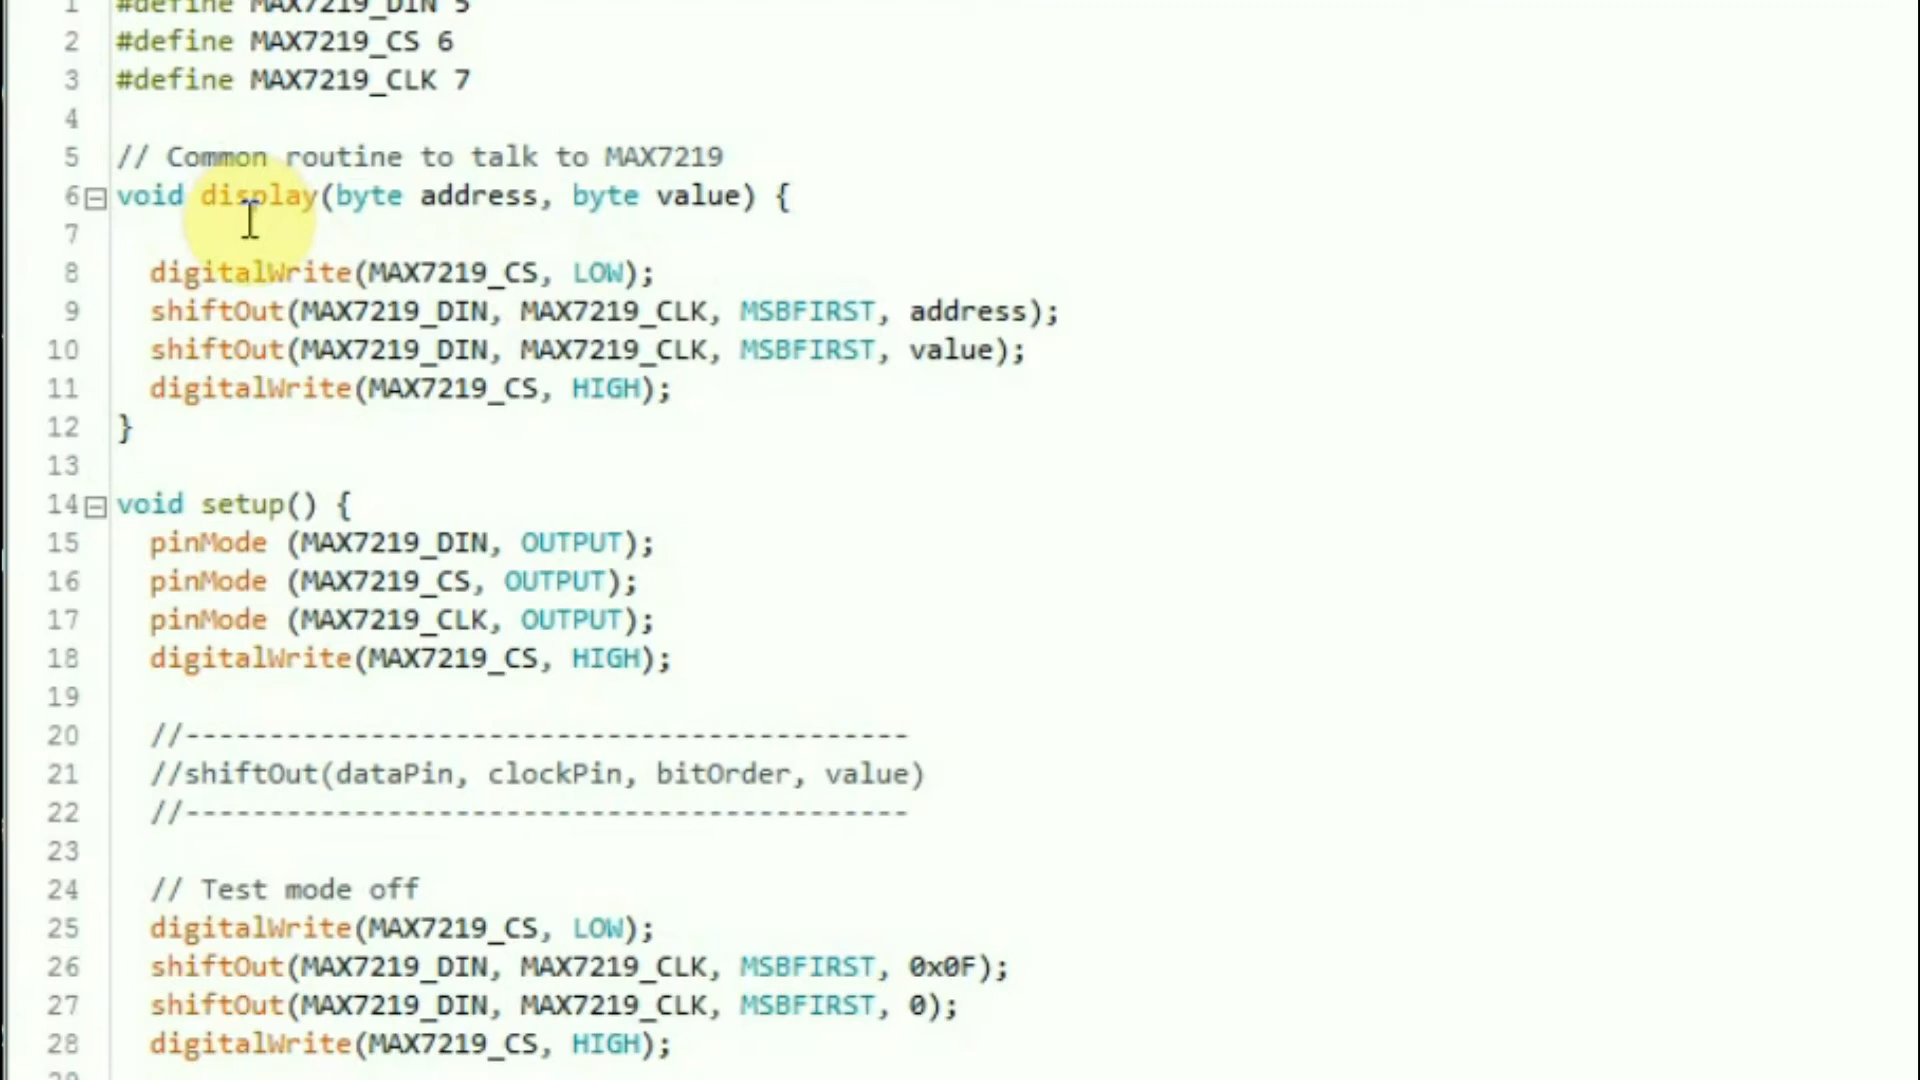 1 #define MAX7219_DIN 5
2 #define MAX7219_CS 6
3 #define MAX7219_CLK 7
4
5 // Common routine to talk to MAX7219
6 void display(byte address, byte value) {
7
8 digitalWrite(MAX7219_CS, LOW);
9 shiftOut(MAX7219_DIN, MAX7219_CLK, MSBFIRST, address);
10 shiftOut(MAX7219_DIN, MAX7219_CLK, MSBFIRST, value);
11 digitalWrite(MAX7219_CS, HIGH);
12 }
13
14 void setup() {
15 pinMode (MAX7219_DIN, OUTPUT);
16 pinMode (MAX7219_CS, OUTPUT);
17 pinMode (MAX7219_CLK, OUTPUT);
18 digitalWrite(MAX7219_CS, HIGH);
19
20 //-------------------------------------------
21 //shiftOut(dataPin, clockPin, bitOrder, value)
22 //-------------------------------------------
23
24 // Test mode off
25 digitalWrite(MAX7219_CS, LOW);
26 shiftOut(MAX7219_DIN, MAX7219_CLK, MSBFIRST, 0x0F);
27 shiftOut(MAX7219_DIN, MAX7219_CLK, MSBFIRST, 0);
28 digitalWrite(MAX7219_CS, HIGH);
29